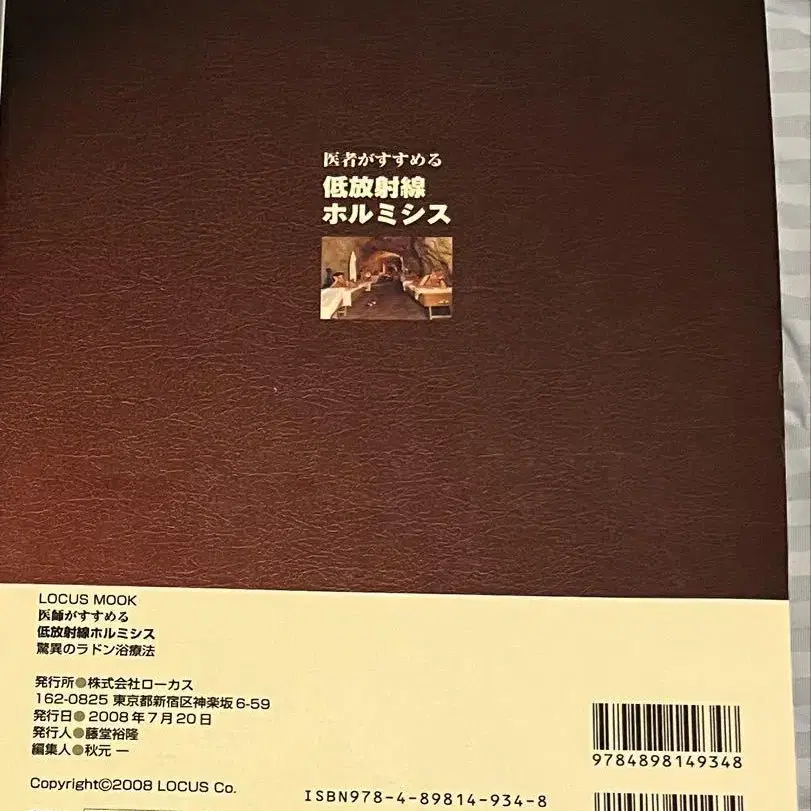 医者がすすめる
低放射線
ホルミシス
LOCUS MOOK
医師がすすめる
低放射線ホルミシス
驚異のラドン浴療法
発行所●株式会社ローカス
162-0825 東京都新宿区神楽坂6-59
発行日●2008年7月20日
発行人●藤堂裕隆
編集人●秋元 一
Copyright©2008 LOCUS Co.
9784898149348
ISBN978-4-89814-934-8